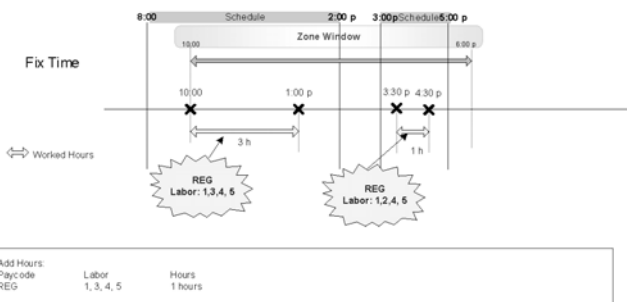 8:00 Schedule 2:00 p 3:00p Schedule 5:00 p
Zone Window
10:00 6:00 p
Fix Time
10:00 1:00 p 3:30 p 4:30 p
3 h 1 h
Worked Hours
REG
Labor: 1,3,4, 5
REG
Labor: 1,2,4, 5
Add Hours:
Paycode Labor Hours
REG 1, 3, 4, 5 1 hours